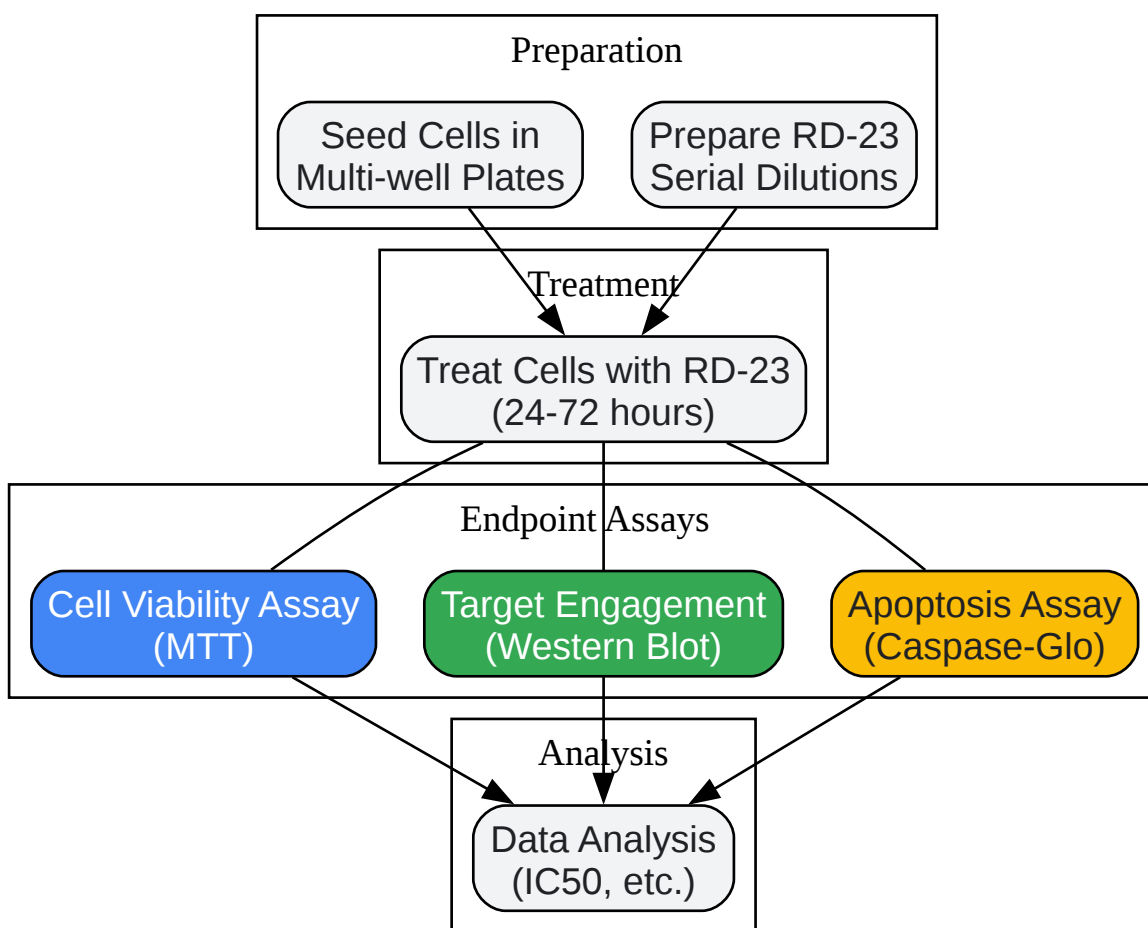 Preparation
Seed Cells in
Multi-well Plates
Prepare RD-23
Serial Dilutions
Treatment
Treat Cells with RD-23
(24-72 hours)
Endpoint Assays
Cell Viability Assay
(MTT)
Target Engagement
(Western Blot)
Apoptosis Assay
(Caspase-Glo)
Analysis
Data Analysis
(IC50, etc.)